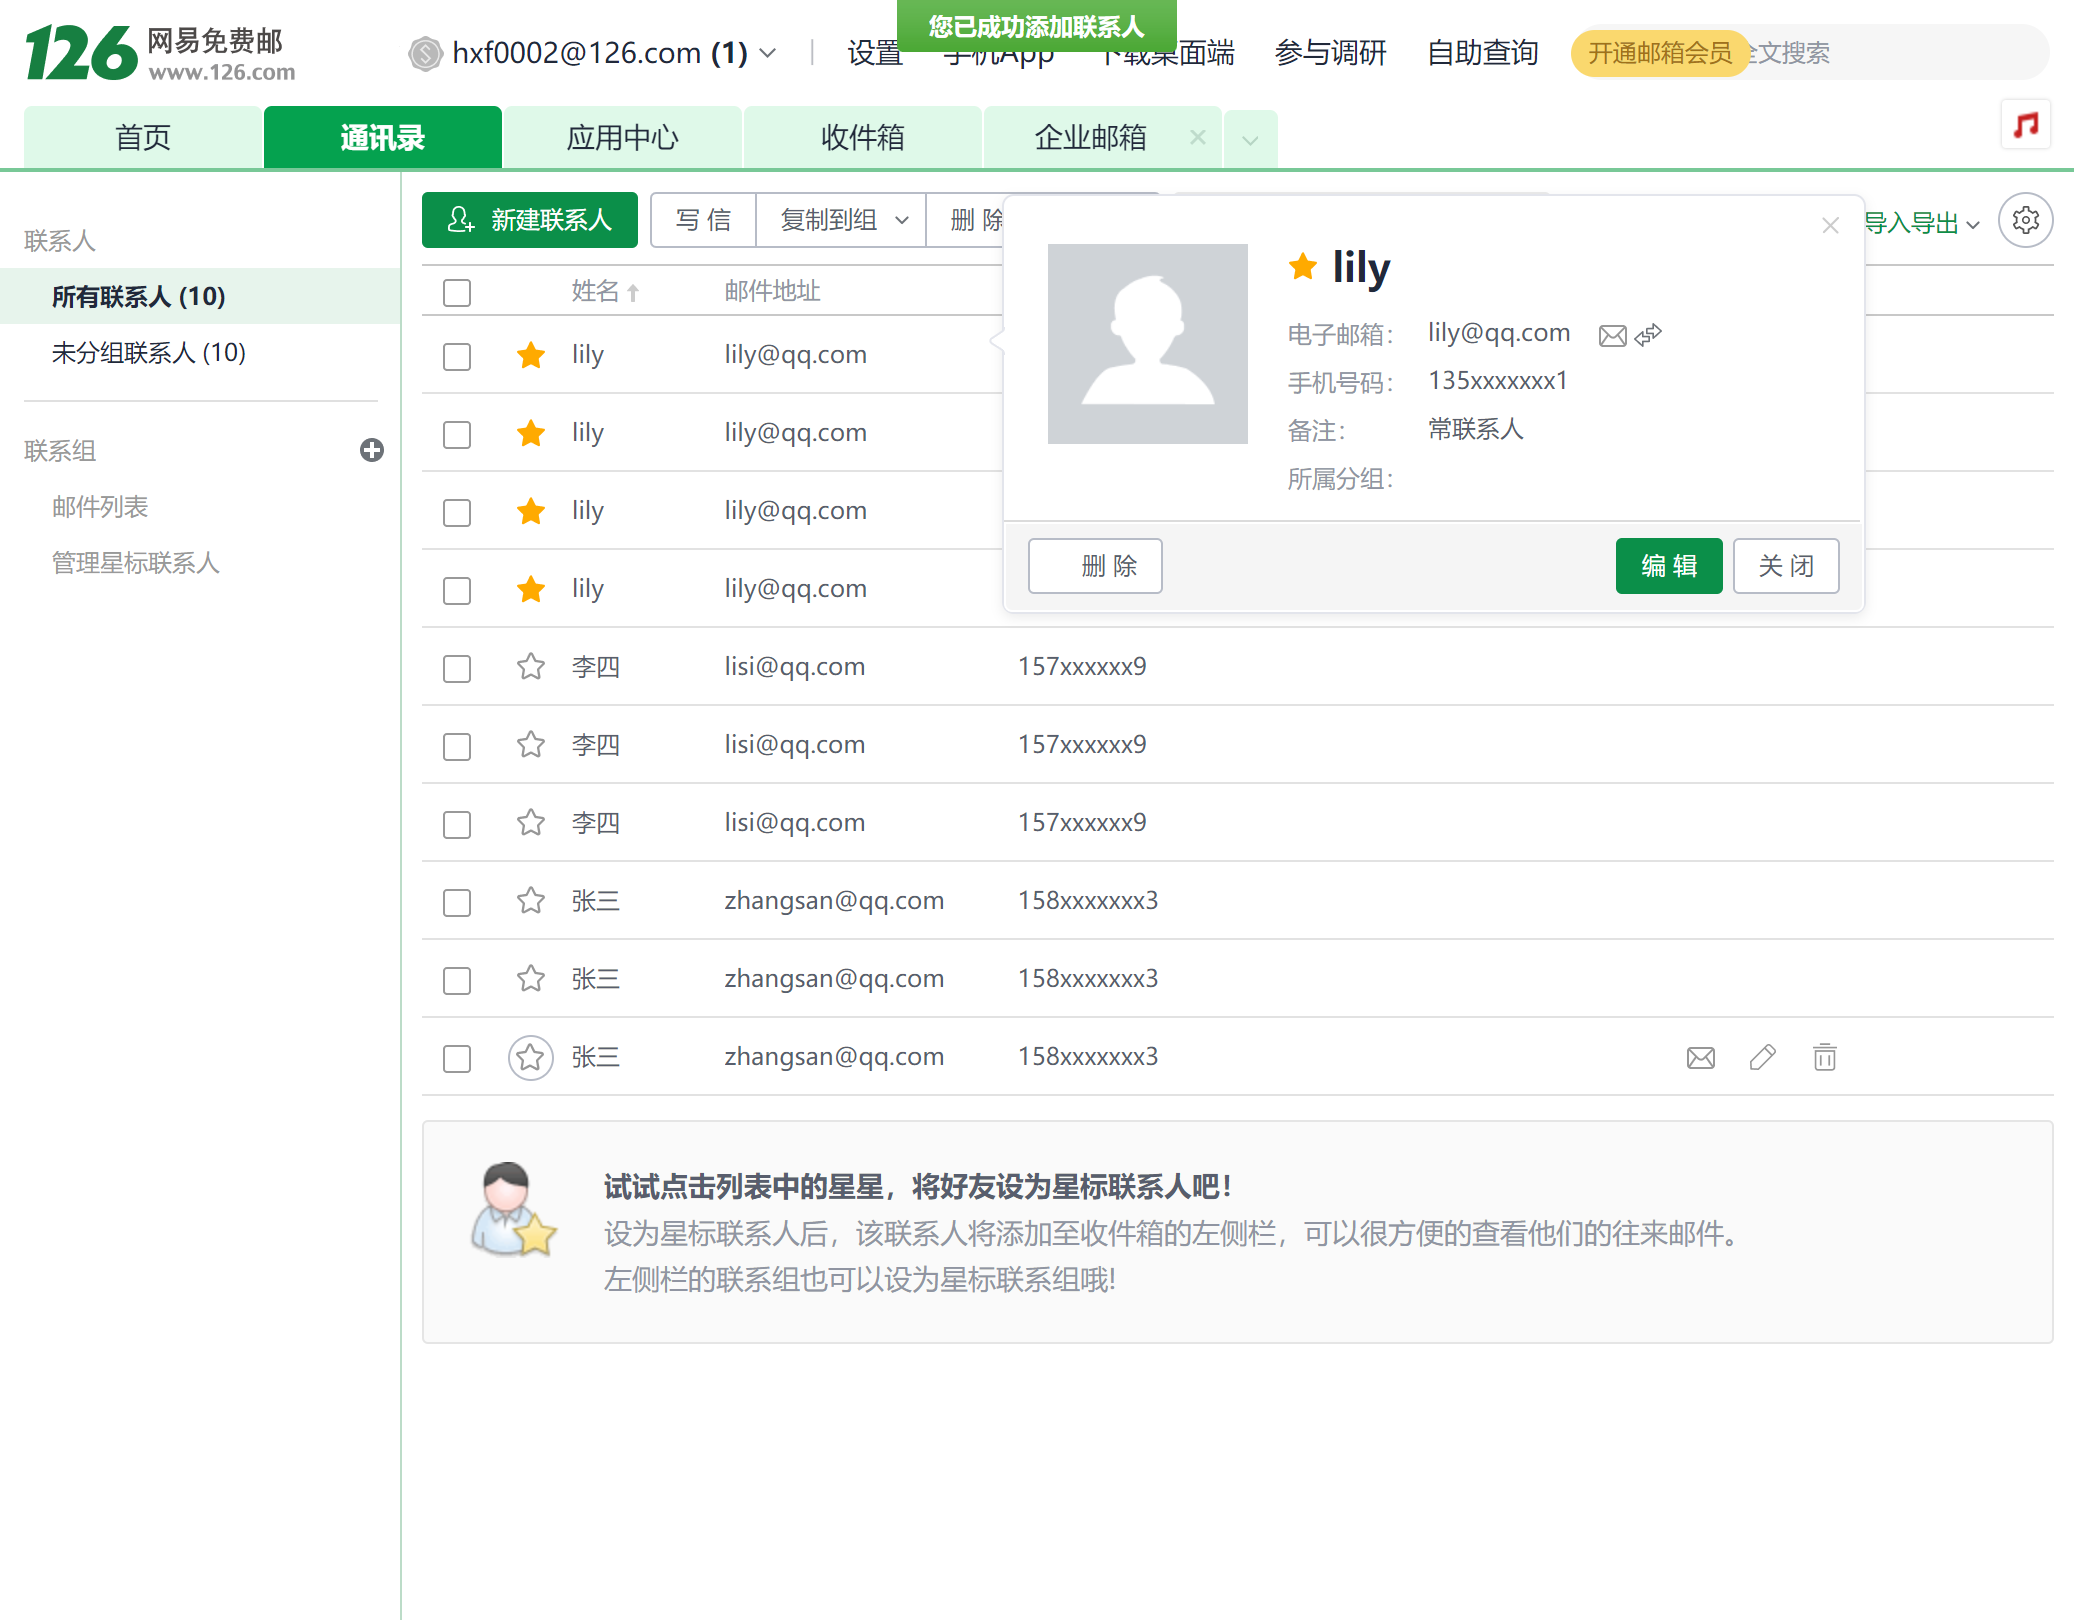 126 网易免费邮
www.126.com
hxf0002@126.com (1)
设置
手机App
下载桌面端
参与调研
自助查询
开通邮箱会员
全文搜索
您已成功添加联系人
首页
通讯录
应用中心
收件箱
企业邮箱
联系人
所有联系人 (10)
未分组联系人 (10)
联系组
邮件列表
管理星标联系人
新建联系人
写 信
复制到组
删 除
导入导出
姓名
邮件地址
lily lily@qq.com
lily lily@qq.com
lily lily@qq.com
lily lily@qq.com
李四 lisi@qq.com 157xxxxxx9
李四 lisi@qq.com 157xxxxxx9
李四 lisi@qq.com 157xxxxxx9
张三 zhangsan@qq.com 158xxxxxxx3
张三 zhangsan@qq.com 158xxxxxxx3
张三 zhangsan@qq.com 158xxxxxxx3
lily
电子邮箱： lily@qq.com
手机号码： 135xxxxxxx1
备注： 常联系人
所属分组：
删 除
编 辑
关 闭
试试点击列表中的星星，将好友设为星标联系人吧！
设为星标联系人后，该联系人将添加至收件箱的左侧栏，可以很方便的查看他们的往来邮件。
左侧栏的联系组也可以设为星标联系组哦!